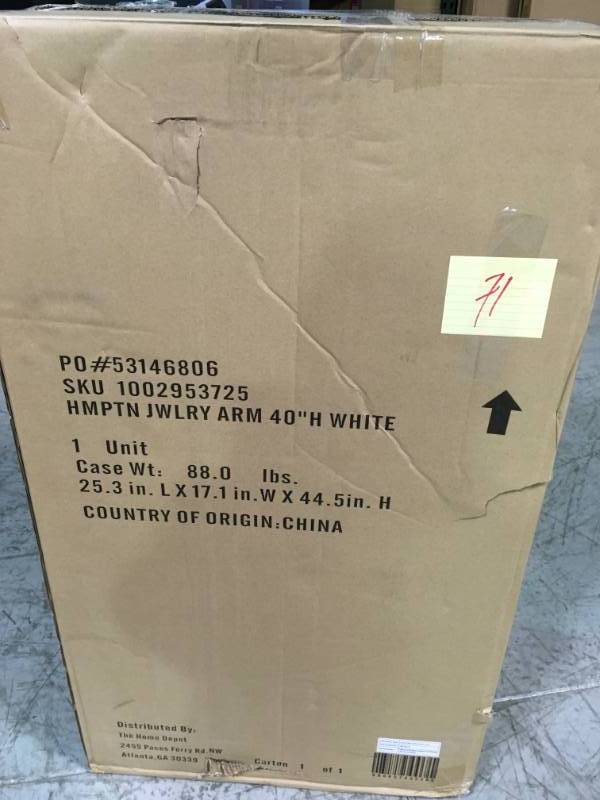 71
PO#53146806
SKU 1002953725
HMPTN JWLRY ARM 40"H WHITE
1 Unit
Case Wt: 88.0 lbs.
25.3 in. L X 17.1 in.W X 44.5in. H
COUNTRY OF ORIGIN:CHINA
Distributed By:
The Home Depot
2455 Paces Ferry Rd. NW
Atlanta, GA 30339
Carton 1 of 1